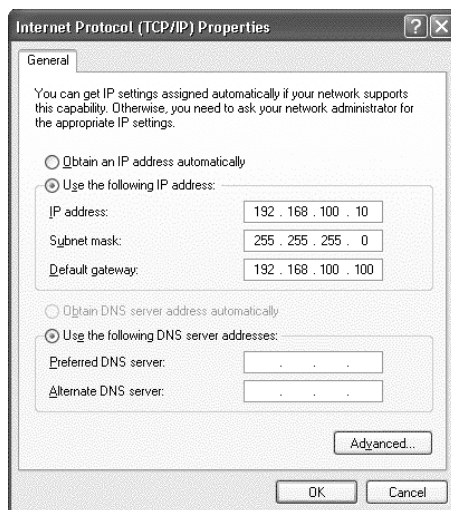 Internet Protocol (TCP/IP) Properties
General
You can get IP settings assigned automatically if your network supports
this capability. Otherwise, you need to ask your network administrator for
the appropriate IP settings.
Obtain an IP address automatically
Use the following IP address:
IP address: 192 . 168 . 100 . 10
Subnet mask: 255 . 255 . 255 . 0
Default gateway: 192 . 168 . 100 . 100
Obtain DNS server address automatically
Use the following DNS server addresses:
Preferred DNS server: . . .
Alternate DNS server: . . .
Advanced...
OK Cancel